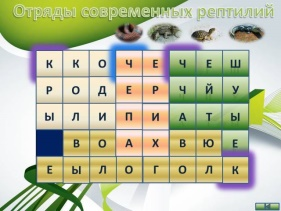 Отряды современных рептилий
К К О Ч Е Ч Е Ш
Р О Д Е Р Ч Й У
Ы Л И П И А Т Ы
В О А Х В Ю Е
Е Ы Л О Г О Л К